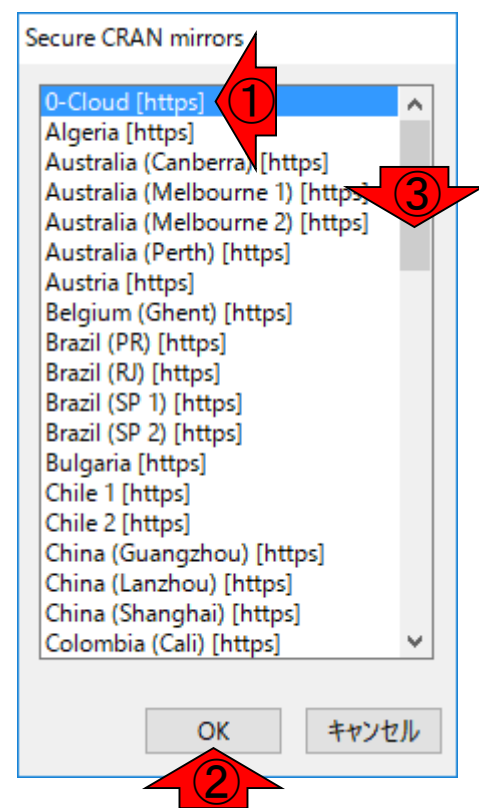 Secure CRAN mirrors
0-Cloud [https]
①
Algeria [https]
Australia (Canberra) [https]
Australia (Melbourne 1) [https]
③
Australia (Melbourne 2) [https]
Australia (Perth) [https]
Austria [https]
Belgium (Ghent) [https]
Brazil (PR) [https]
Brazil (RJ) [https]
Brazil (SP 1) [https]
Brazil (SP 2) [https]
Bulgaria [https]
Chile 1 [https]
Chile 2 [https]
China (Guangzhou) [https]
China (Lanzhou) [https]
China (Shanghai) [https]
Colombia (Cali) [https]
OK キャンセル
②